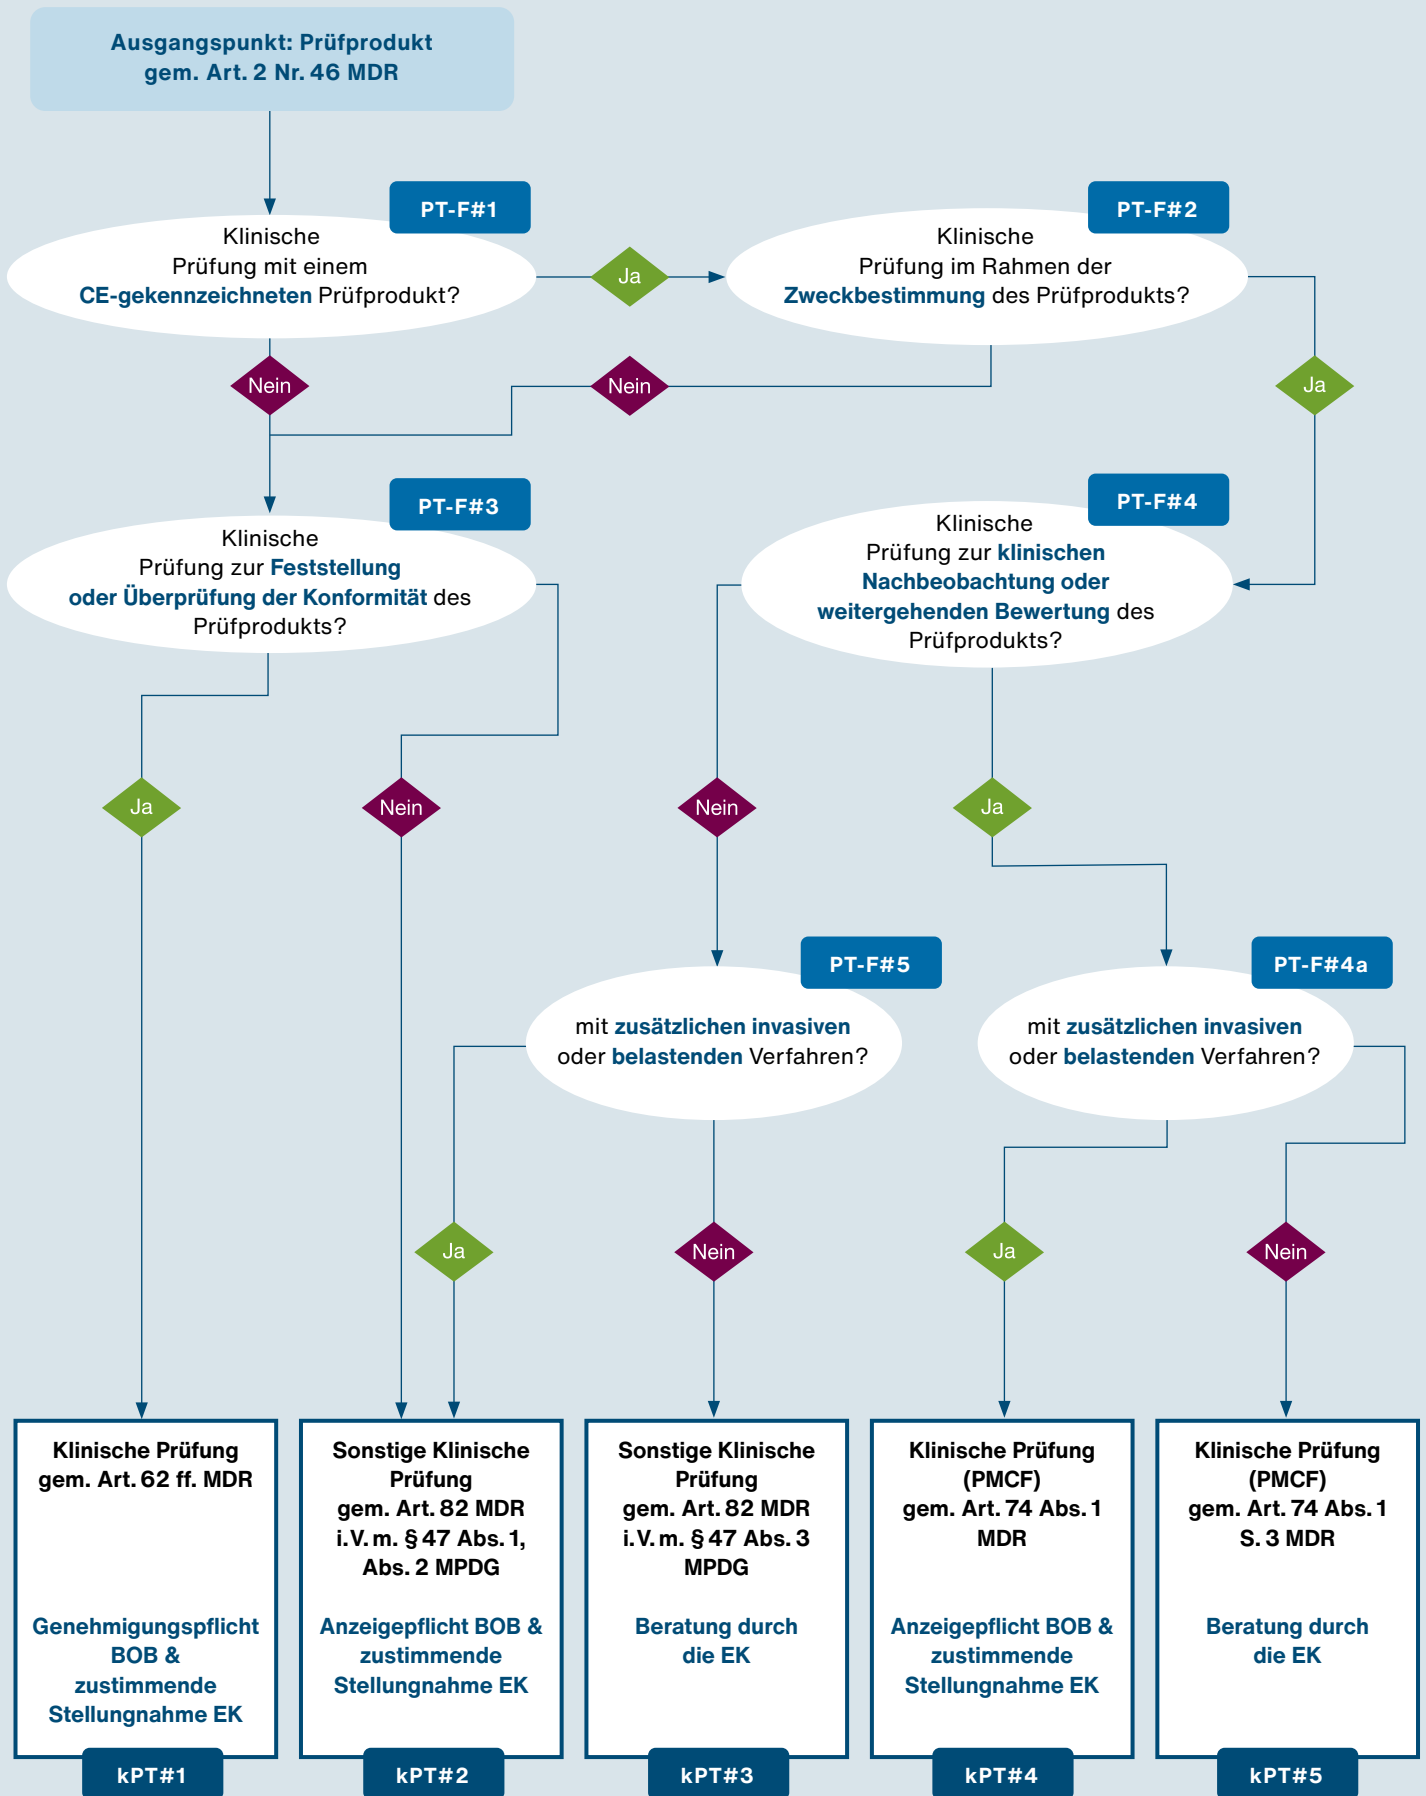 Ausgangspunkt: Prüfprodukt
gem. Art. 2 Nr. 46 MDR
PT-F#1
Klinische
Prüfung mit einem
CE-gekennzeichneten Prüfprodukt?
Ja
PT-F#2
Klinische
Prüfung im Rahmen der
Zweckbestimmung des Prüfprodukts?
Nein
Nein
Ja
PT-F#3
Klinische
Prüfung zur Feststellung
oder Überprüfung der Konformität des
Prüfprodukts?
PT-F#4
Klinische
Prüfung zur klinischen
Nachbeobachtung oder
weitergehenden Bewertung des
Prüfprodukts?
Ja
Nein
Nein
Ja
PT-F#5
mit zusätzlichen invasiven
oder belastenden Verfahren?
PT-F#4a
mit zusätzlichen invasiven
oder belastenden Verfahren?
Ja
Nein
Ja
Nein
Klinische Prüfung
gem. Art. 62 ff. MDR
Genehmigungspflicht
BOB &
zustimmende
Stellungnahme EK
kPT#1
Sonstige Klinische
Prüfung
gem. Art. 82 MDR
i.V.m. § 47 Abs. 1,
Abs. 2 MPDG
Anzeigepflicht BOB &
zustimmende
Stellungnahme EK
kPT#2
Sonstige Klinische
Prüfung
gem. Art. 82 MDR
i.V.m. § 47 Abs. 3
MPDG
Beratung durch
die EK
kPT#3
Klinische Prüfung
(PMCF)
gem. Art. 74 Abs. 1
MDR
Anzeigepflicht BOB &
zustimmende
Stellungnahme EK
kPT#4
Klinische Prüfung
(PMCF)
gem. Art. 74 Abs. 1
S. 3 MDR
Beratung durch
die EK
kPT#5